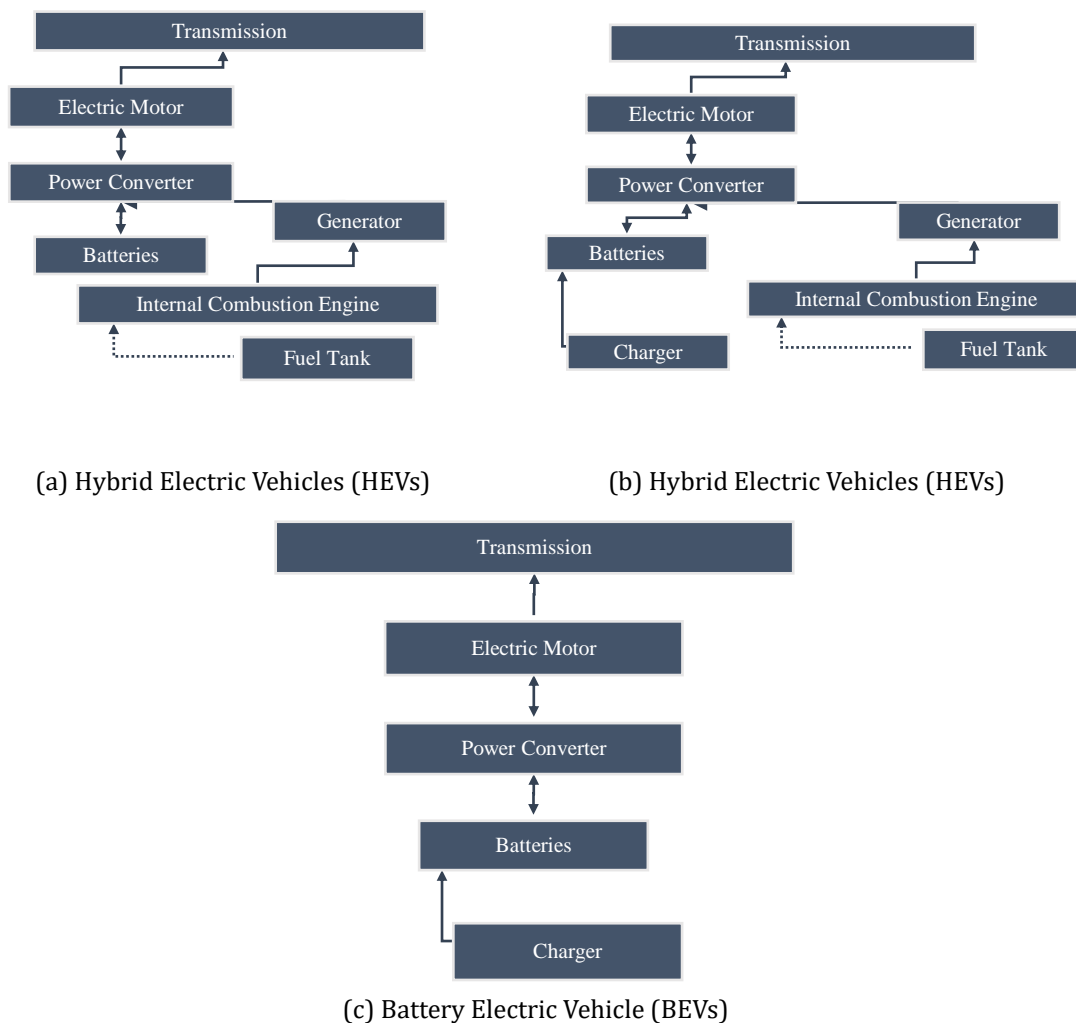 Transmission
Electric Motor
Power Converter
Generator
Batteries
Internal Combustion Engine
Fuel Tank
(a) Hybrid Electric Vehicles (HEVs)
Transmission
Electric Motor
Power Converter
Generator
Batteries
Internal Combustion Engine
Charger
Fuel Tank
(b) Hybrid Electric Vehicles (HEVs)
Transmission
Electric Motor
Power Converter
Batteries
Charger
(c) Battery Electric Vehicle (BEVs)